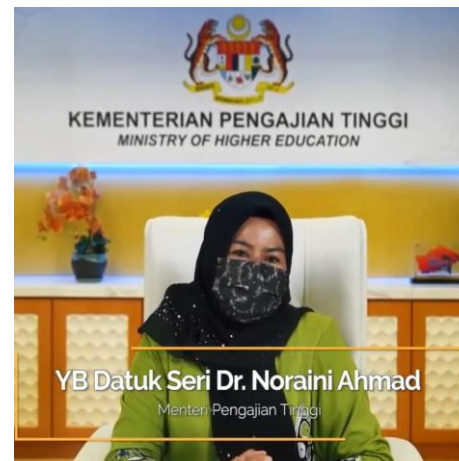 KEMENTERIAN PENGAJIAN TINGGI
MINISTRY OF HIGHER EDUCATION
YB Datuk Seri Dr. Noraini Ahmad
Menteri Pengajian Tinggi